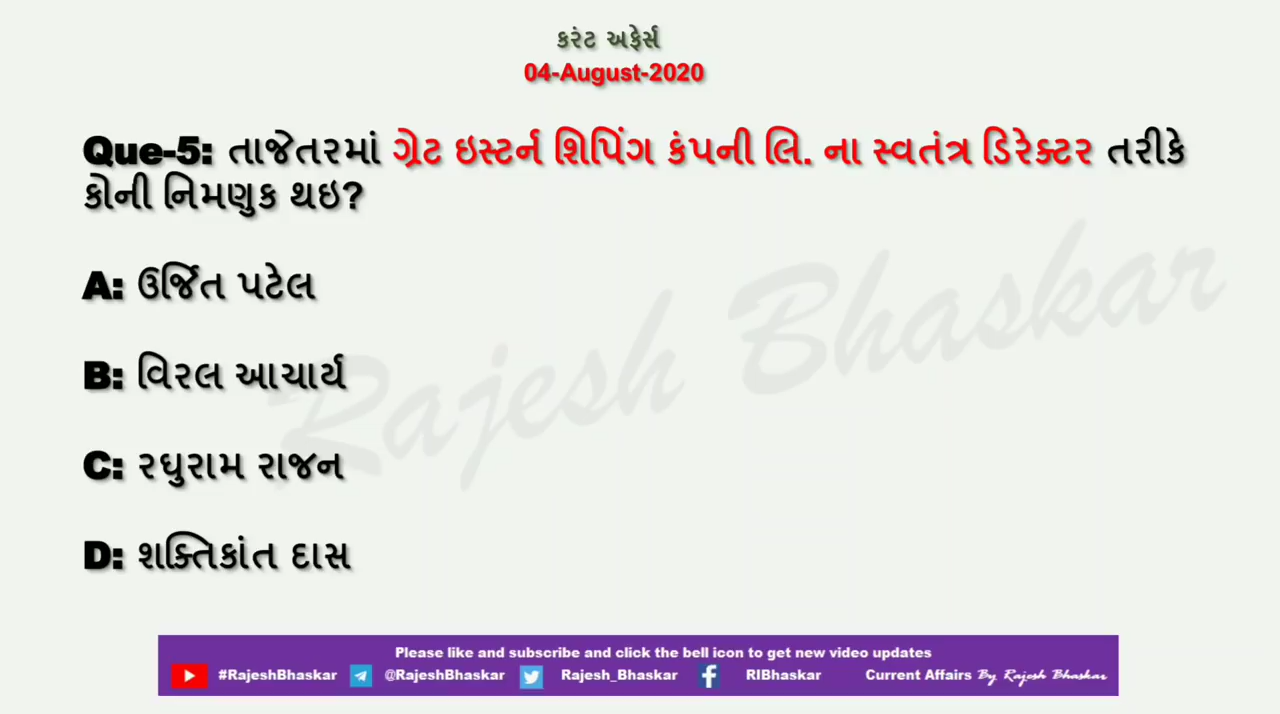 કરંટ અફેર્સ
04-August-2020
Que-5: તાજેતરમાં ગ્રેટ ઇસ્ટર્ન શિપિંગ કંપની લિ. ના સ્વતંત્ર ડિરેક્ટર તરીકે
કોની નિમણુક થઇ?
A: ઉર્જિત પટેલ
B: વિરલ આચાર્ય
C: રઘુરામ રાજન
D: શક્તિકાંત દાસ
Rajesh Bhaskar
Please like and subscribe and click the bell icon to get new video updates
#RajeshBhaskar @RajeshBhaskar Rajesh_Bhaskar RIBhaskar Current Affairs By Rajesh Bhaskar